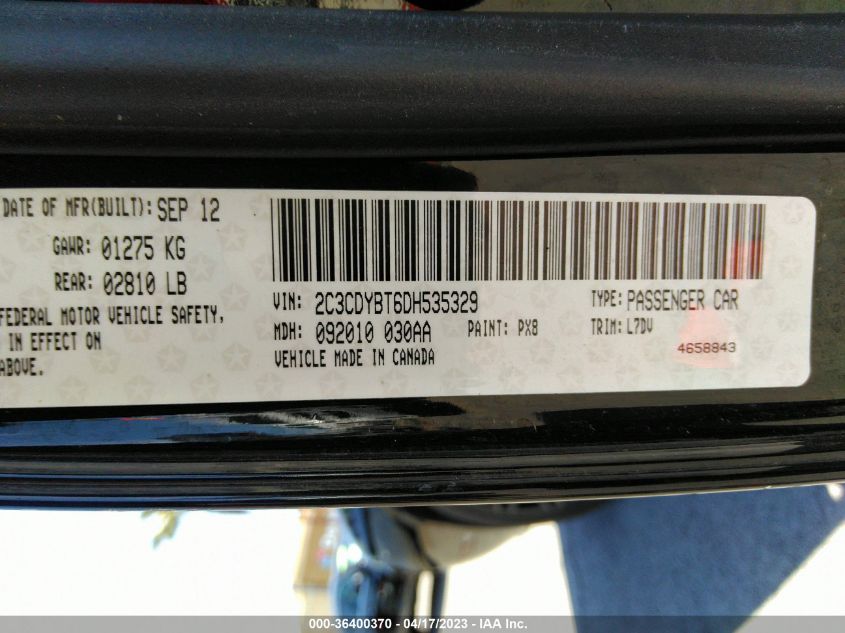 DATE OF MFR(BUILT): SEP 12
GAWR: 01275 KG
REAR: 02810 LB
FEDERAL MOTOR VEHICLE SAFETY,
IN EFFECT ON
ABOVE.
VIN: 2C3CDYBT6DH535329
TYPE: PASSENGER CAR
MDH: 092010 030AA
PAINT: PX8
TRIM: L7DV
VEHICLE MADE IN CANADA
4658843
000-36400370 - 04/17/2023 - IAA Inc.